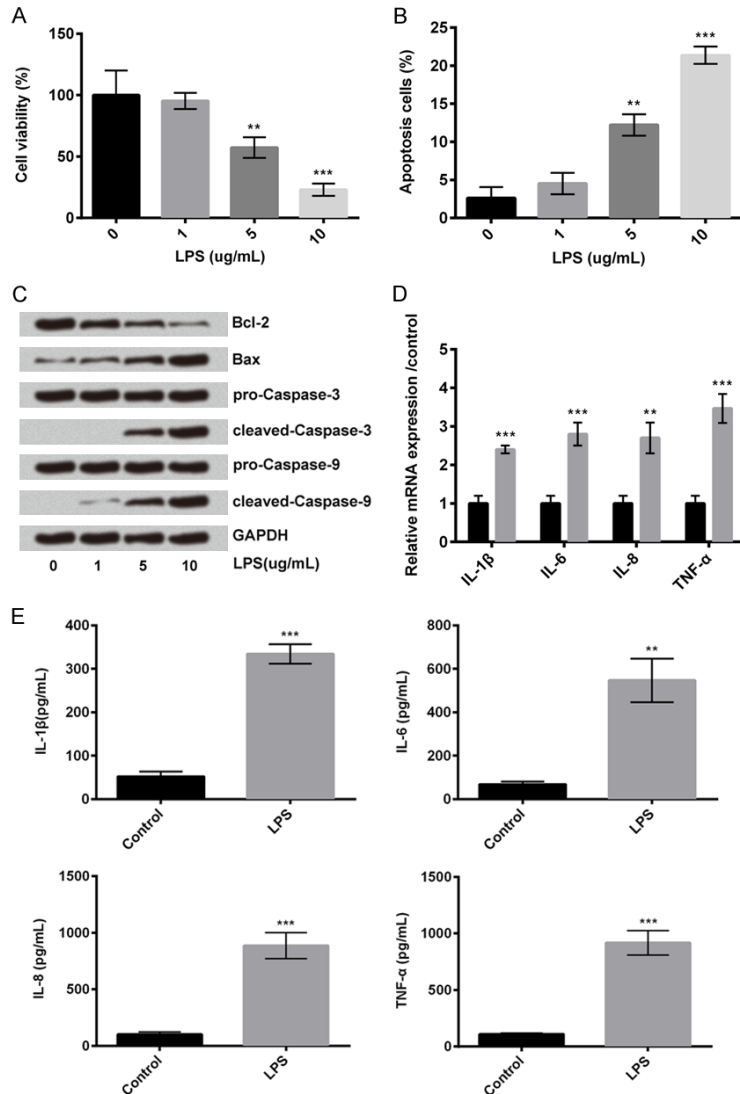 A
Cell viability (%)
150
100
50
0
**
***
0 1 5 10
LPS (ug/mL)
B
Apoptosis cells (%)
25
20
15
10
5
0
**
***
0 1 5 10
LPS (ug/mL)
C
Bcl-2
Bax
pro-Caspase-3
cleaved-Caspase-3
pro-Caspase-9
cleaved-Caspase-9
GAPDH
0 1 5 10 LPS(ug/mL)
D
Relative mRNA expression /control
5
4
3
2
1
0
*** *** ** ***
IL-1β IL-6 IL-8 TNF-α
E
IL-1β(pg/mL)
400
300
200
100
0
***
Control LPS
IL-6 (pg/mL)
800
600
400
200
0
**
Control LPS
IL-8 (pg/mL)
1500
1000
500
0
***
Control LPS
TNF-α (pg/mL)
1500
1000
500
0
***
Control LPS